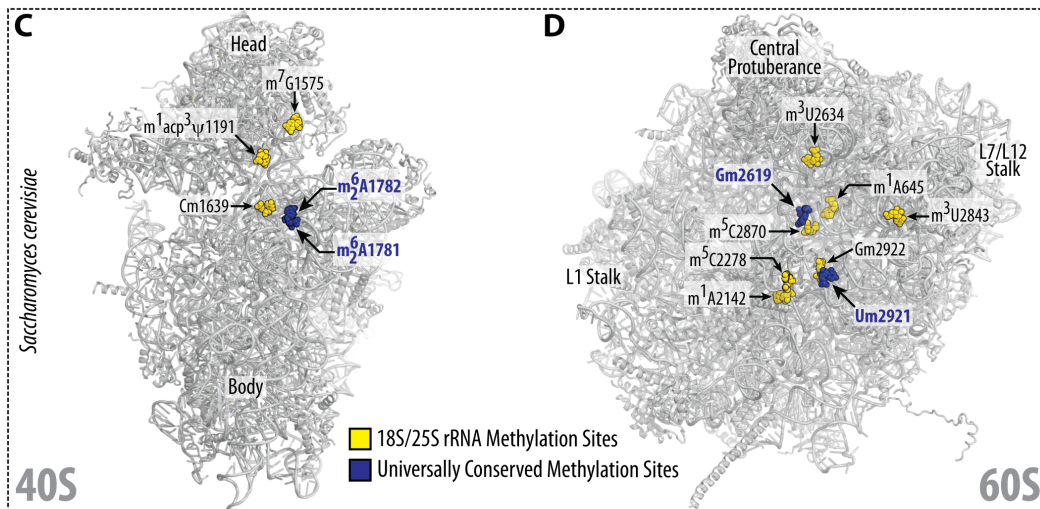 C
Head
m⁷G1575
m¹acp³ψ1191
Cm1639
m⁶₂A1782
m⁶₂A1781
Body
Saccharomyces cerevisiae
40S
D
Central
Protuberance
m³U2634
L7/L12
Stalk
Gm2619
m¹A645
m³U2843
m⁵C2870
Gm2922
m⁵C2278
L1 Stalk
m¹A2142
Um2921
18S/25S rRNA Methylation Sites
Universally Conserved Methylation Sites
60S